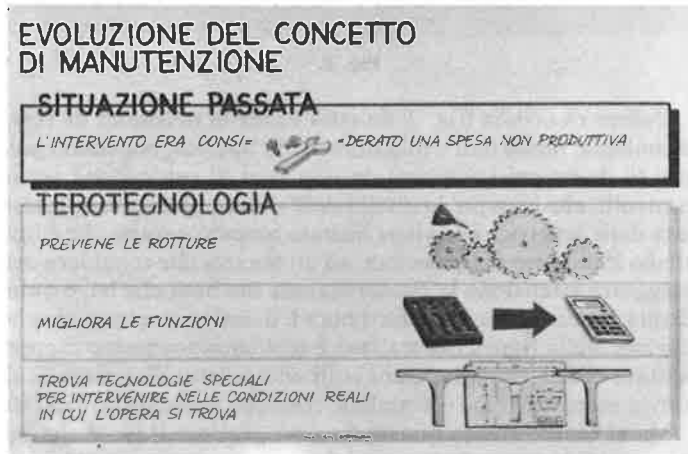 EVOLUZIONE DEL CONCETTO
DI MANUTENZIONE
SITUAZIONE PASSATA
L'INTERVENTO ERA CONSI= =DERATO UNA SPESA NON PRODUTTIVA
TEROTECNOLOGIA
PREVIENE LE ROTTURE
MIGLIORA LE FUNZIONI
TROVA TECNOLOGIE SPECIALI
PER INTERVENIRE NELLE CONDIZIONI REALI
IN CUI L'OPERA SI TROVA